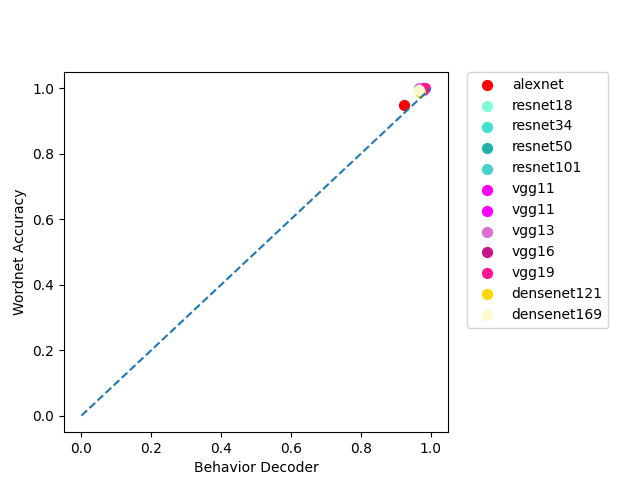 1.0
0.8
0.6
0.4
0.2
0.0
Wordnet Accuracy
0.0 0.2 0.4 0.6 0.8 1.0
Behavior Decoder
alexnet
resnet18
resnet34
resnet50
resnet101
vgg11
vgg11
vgg13
vgg16
vgg19
densenet121
densenet169